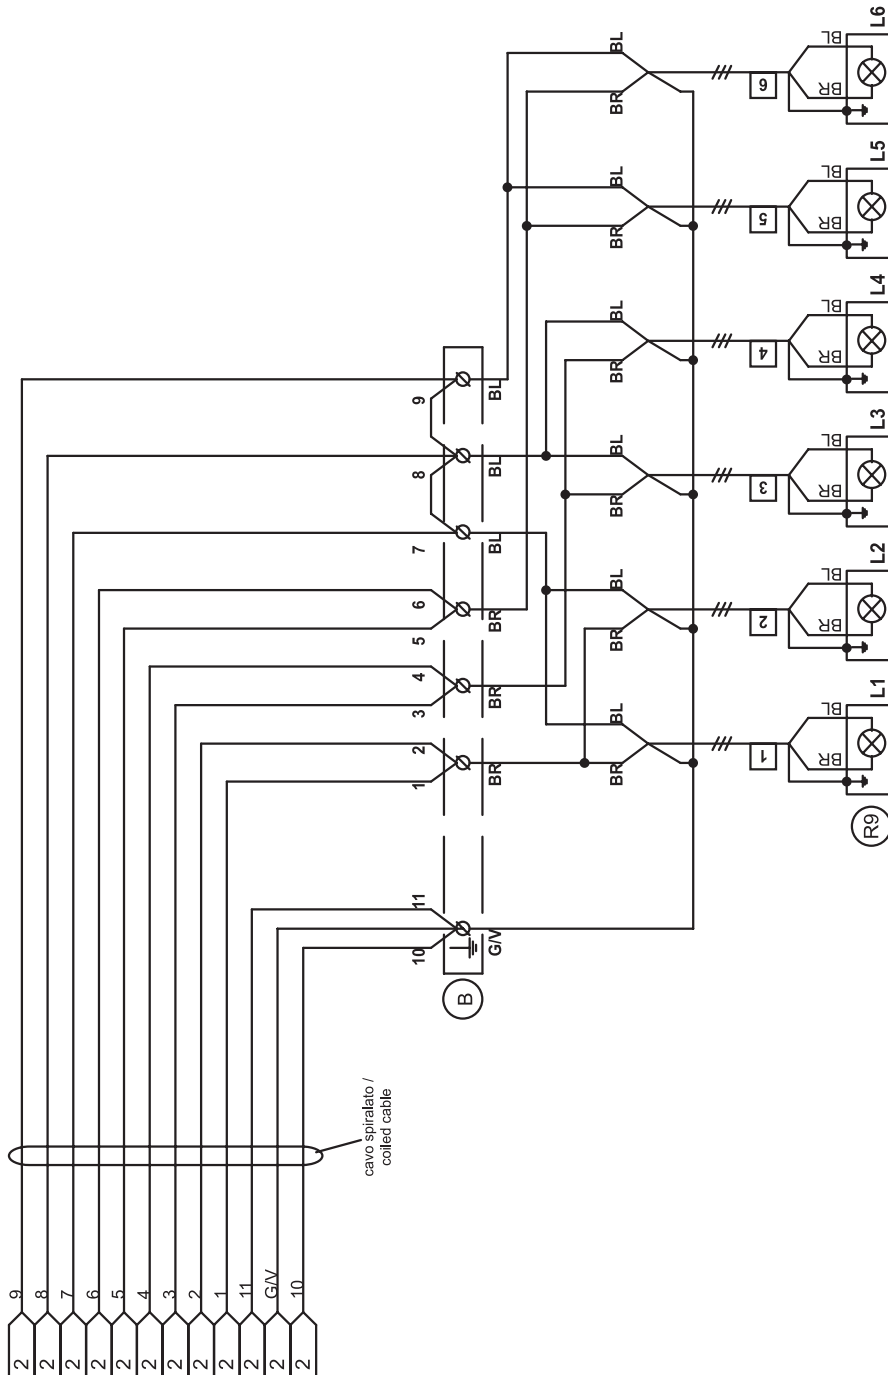 2 9
2 8
2 7
2 6
2 5
2 4
2 3
2 2
2 1
2 11
2 G/V
2 10
cavo spiralato /
coiled cable
B
10 11 1 2 3 4 5 6 7 8 9
G/V BR BR BR BL BL BL
BR BL BR BL BR BL BR BL BR BL BR BL
1 2 3 4 5 6
BR BL BR BL BR BL BR BL BR BL BR BL
L1 L2 L3 L4 L5 L6
R9